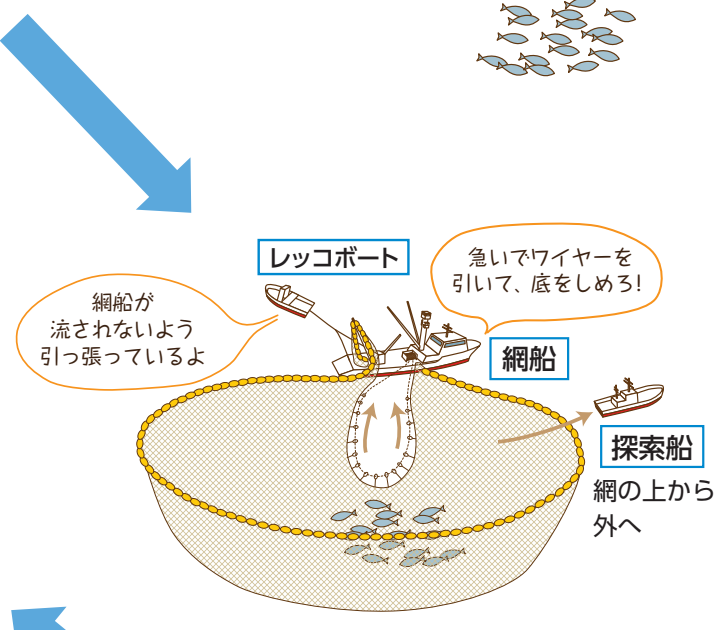 レッコボート
急いでワイヤーを
引いて、底をしめろ!
網船が
流されないよう
引っ張っているよ
網船
探索船
網の上から
外へ